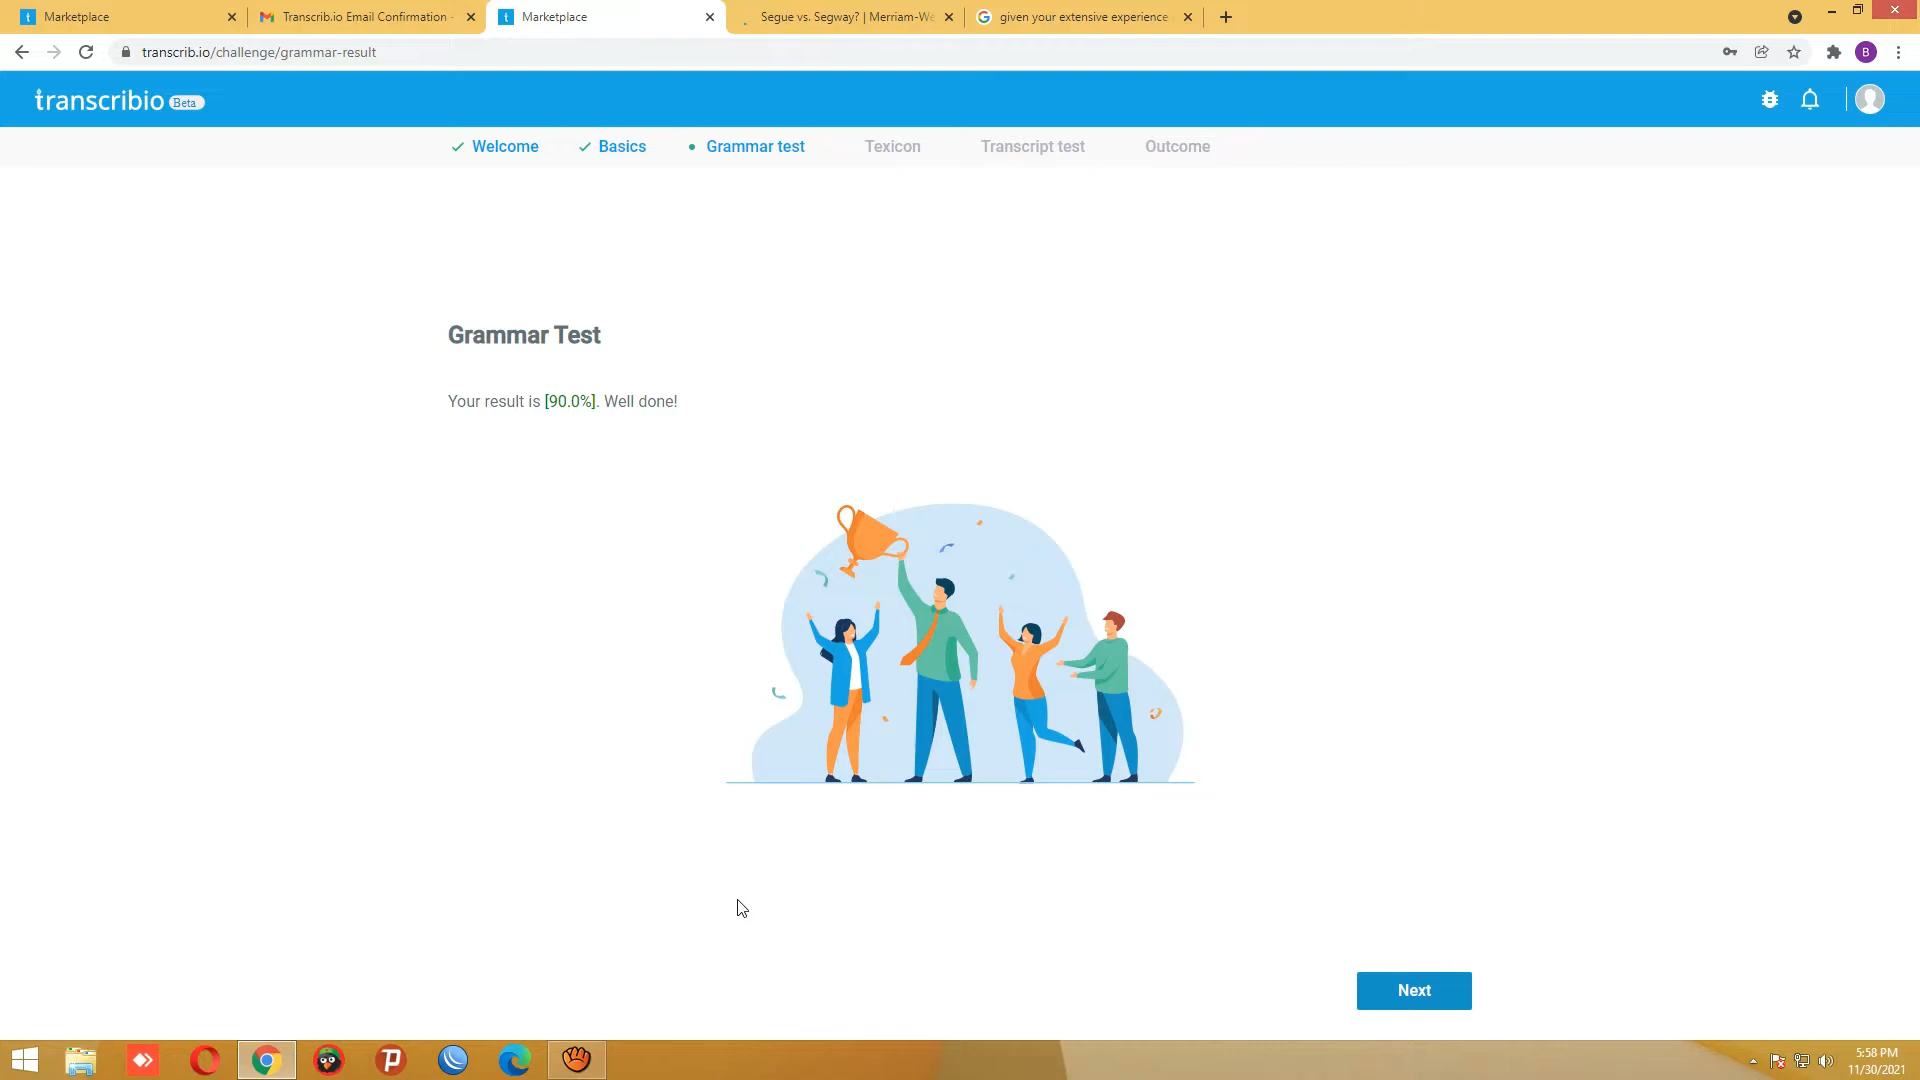 Marketplace
Transcrib.io Email Confirmation -
Marketplace
Segue vs. Segway? | Merriam-We
given your extensive experience
transcrib.io/challenge/grammar-result
B
transcribio Beta
Welcome
Basics
Grammar test
Texicon
Transcript test
Outcome
Grammar Test
Your result is [90.0%]. Well done!
Next
5:58 PM
11/30/2021